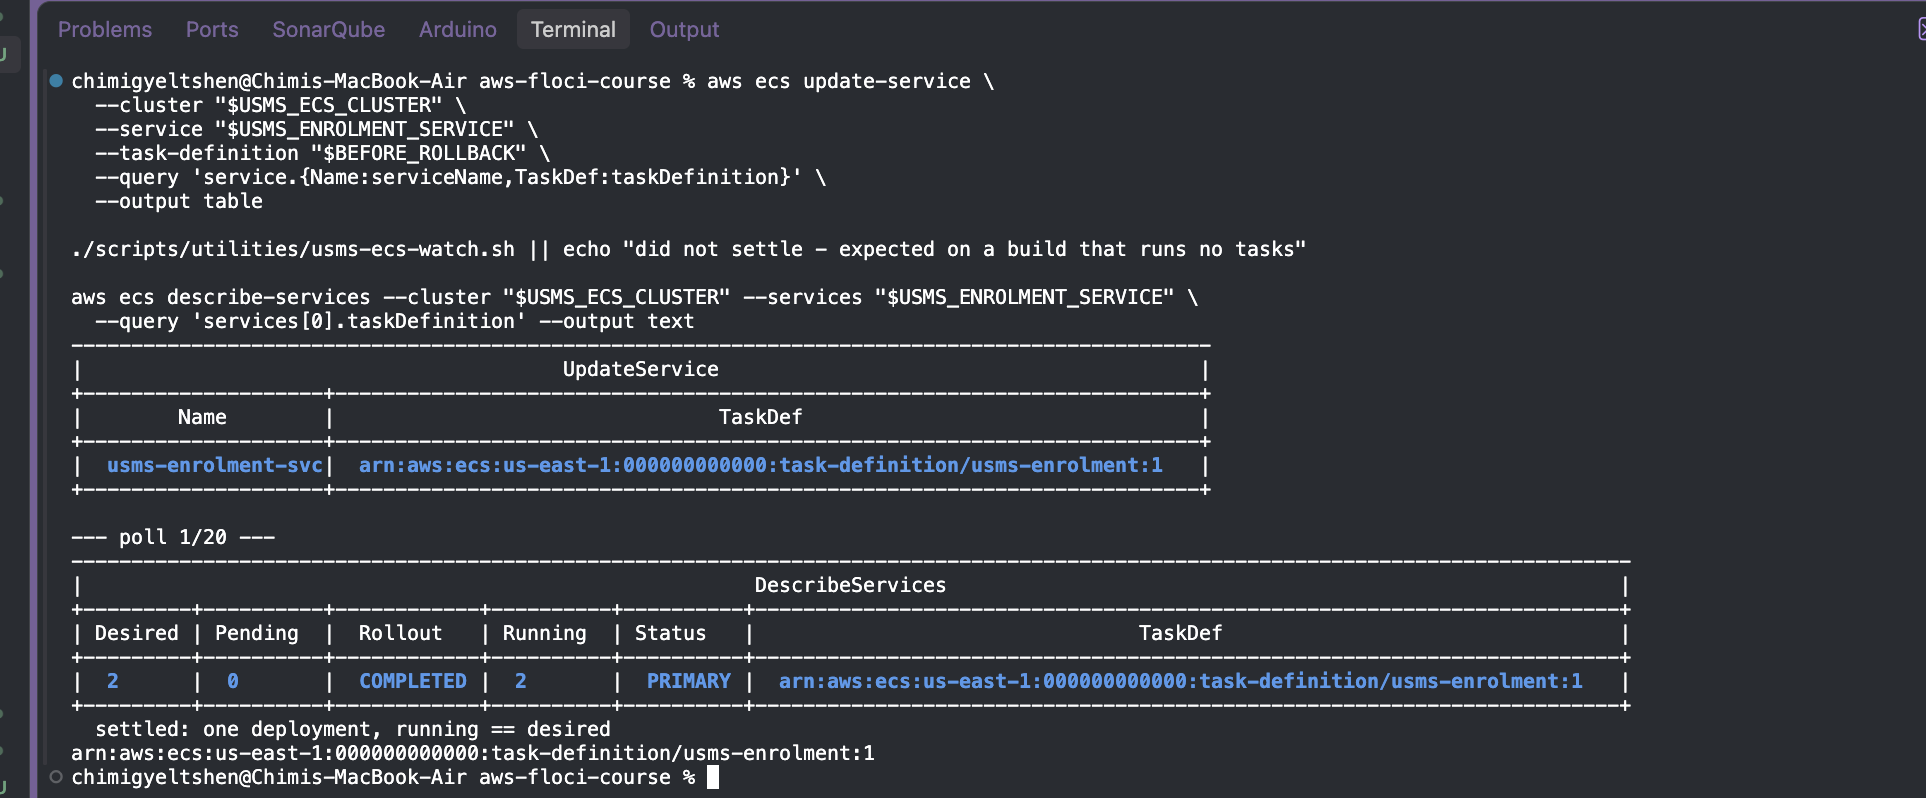 Problems Ports SonarQube Arduino Terminal Output
chimigyeltshen@Chimis-MacBook-Air aws-floci-course % aws ecs update-service \
  --cluster "$USMS_ECS_CLUSTER" \
  --service "$USMS_ENROLMENT_SERVICE" \
  --task-definition "$BEFORE_ROLLBACK" \
  --query 'service.{Name:serviceName,TaskDef:taskDefinition}' \
  --output table
./scripts/utilities/usms-ecs-watch.sh || echo "did not settle - expected on a build that runs no tasks"
aws ecs describe-services --cluster "$USMS_ECS_CLUSTER" --services "$USMS_ENROLMENT_SERVICE" \
  --query 'services[0].taskDefinition' --output text
| UpdateService |
| Name | TaskDef |
| usms-enrolment-svc| arn:aws:ecs:us-east-1:000000000000:task-definition/usms-enrolment:1 |
--- poll 1/20 ---
| DescribeServices |
| Desired | Pending | Rollout | Running | Status | TaskDef |
| 2 | 0 | COMPLETED | 2 | PRIMARY | arn:aws:ecs:us-east-1:000000000000:task-definition/usms-enrolment:1 |
  settled: one deployment, running == desired
arn:aws:ecs:us-east-1:000000000000:task-definition/usms-enrolment:1
chimigyeltshen@Chimis-MacBook-Air aws-floci-course %